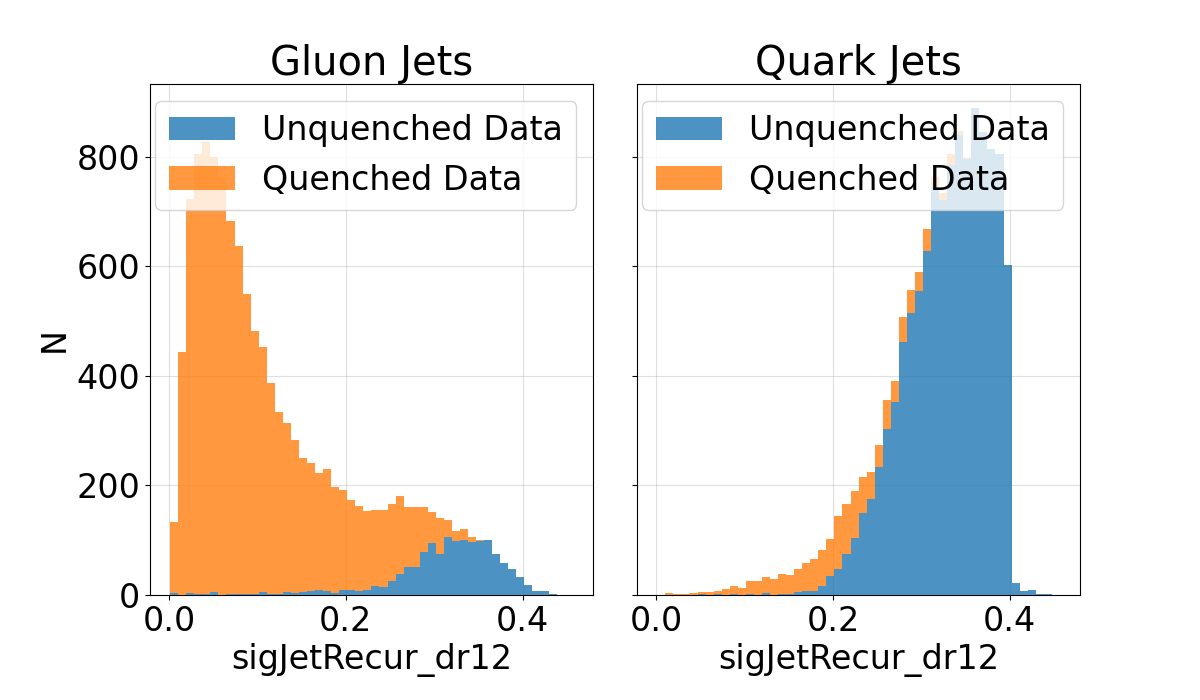 Gluon Jets
Unquenched Data
Quenched Data
800
600
400
200
0
N
0.0 0.2 0.4
sigJetRecur_dr12
Quark Jets
Unquenched Data
Quenched Data
0.0 0.2 0.4
sigJetRecur_dr12